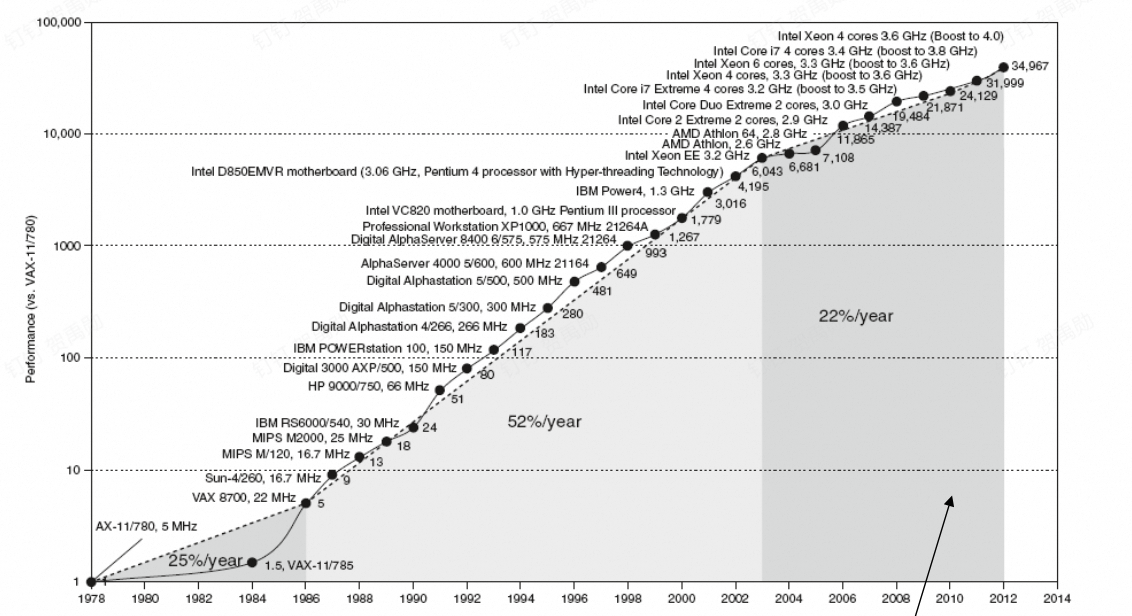 100,000
Intel Xeon 4 cores 3.6 GHz (Boost to 4.0)
Intel Core i7 4 cores 3.4 GHz (boost to 3.8 GHz)
Intel Xeon 6 cores, 3.3 GHz (boost to 3.6 GHz)
34,967
Intel Xeon 4 cores, 3.3 GHz (boost to 3.6 GHz)
31,999
Intel Core i7 Extreme 4 cores 3.2 GHz (boost to 3.5 GHz)
24,129
Intel Core Duo Extreme 2 cores, 3.0 GHz
21,871
19,484
Intel Core 2 Extreme 2 cores, 2.9 GHz
14,387
10,000
AMD Athlon 64, 2.8 GHz
11,865
AMD Athlon, 2.6 GHz
Intel Xeon EE 3.2 GHz
7,108
6,681
6,043
Intel D850EMVR motherboard (3.06 GHz, Pentium 4 processor with Hyper-threading Technology)
4,195
IBM Power4, 1.3 GHz
3,016
Intel VC820 motherboard, 1.0 GHz Pentium III processor
1,779
Professional Workstation XP1000, 667 MHz 21264A
1,267
Digital AlphaServer 8400 6/575, 575 MHz 21264
1000
993
AlphaServer 4000 5/600, 600 MHz 21164
649
Digital Alphastation 5/500, 500 MHz
481
Digital Alphastation 5/300, 300 MHz
280
22%/year
Digital Alphastation 4/266, 266 MHz
183
IBM POWERstation 100, 150 MHz
117
100
Digital 3000 AXP/500, 150 MHz
80
HP 9000/750, 66 MHz
51
52%/year
IBM RS6000/540, 30 MHz
24
MIPS M2000, 25 MHz
18
MIPS M/120, 16.7 MHz
13
10
Sun-4/260, 16.7 MHz
9
VAX 8700, 22 MHz
5
AX-11/780, 5 MHz
25%/year
1.5, VAX-11/785
1
Performance (vs. VAX-11/780)
1978 1980 1982 1984 1986 1988 1990 1992 1994 1996 1998 2000 2002 2004 2006 2008 2010 2012 2014